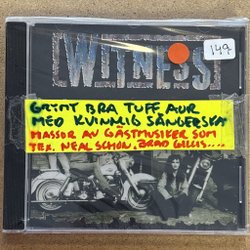 WITNESS
149
GRYMT BRA TUFF AOR
MED KVINNLIG SÅNGERSKA
MASSOR AV GÄSTMUSIKER SOM
TEX. NEAL SCHON, BRAD GILLIS....